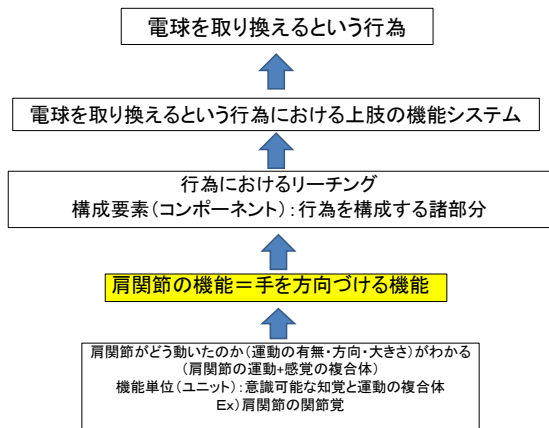 電球を取り換えるという行為
電球を取り換えるという行為における上肢の機能システム
行為におけるリーチング
構成要素(コンポーネント):行為を構成する諸部分
肩関節の機能=手を方向づける機能
肩関節がどう動いたのか(運動の有無・方向・大きさ)がわかる
(肩関節の運動+感覚の複合体)
機能単位(ユニット):意識可能な知覚と運動の複合体
Ex)肩関節の関節覚